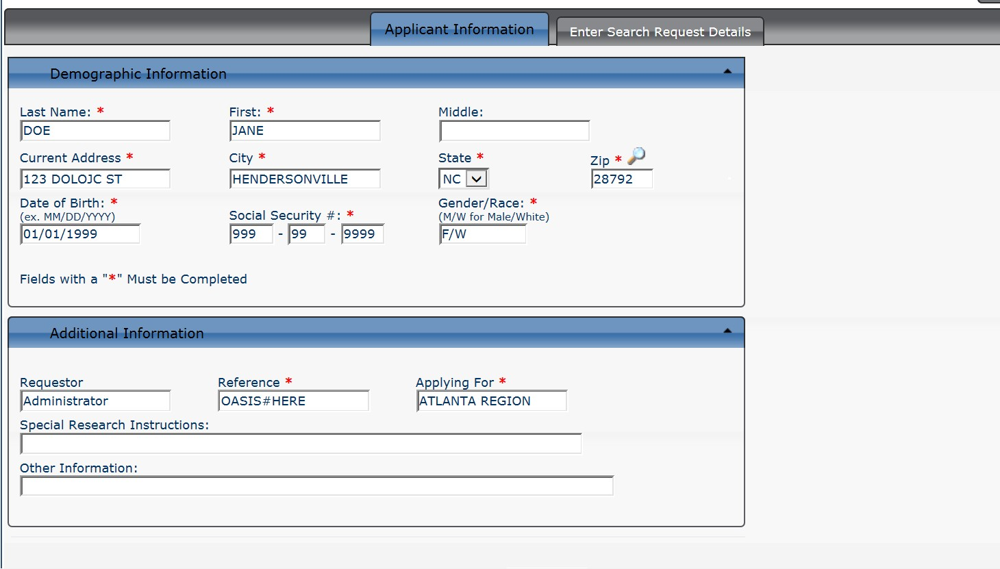 Applicant Information Enter Search Request Details
Demographic Information
Last Name: * First: * Middle:
DOE JANE
Current Address * City * State * Zip *
123 DOLOJC ST HENDERSONVILLE NC 28792
Date of Birth: * Social Security #: * Gender/Race: *
(ex. MM/DD/YYYY) (M/W for Male/White)
01/01/1999 999 - 99 - 9999 F/W
Fields with a "*" Must be Completed
Additional Information
Requestor Reference * Applying For *
Administrator OASIS#HERE ATLANTA REGION
Special Research Instructions:
Other Information: